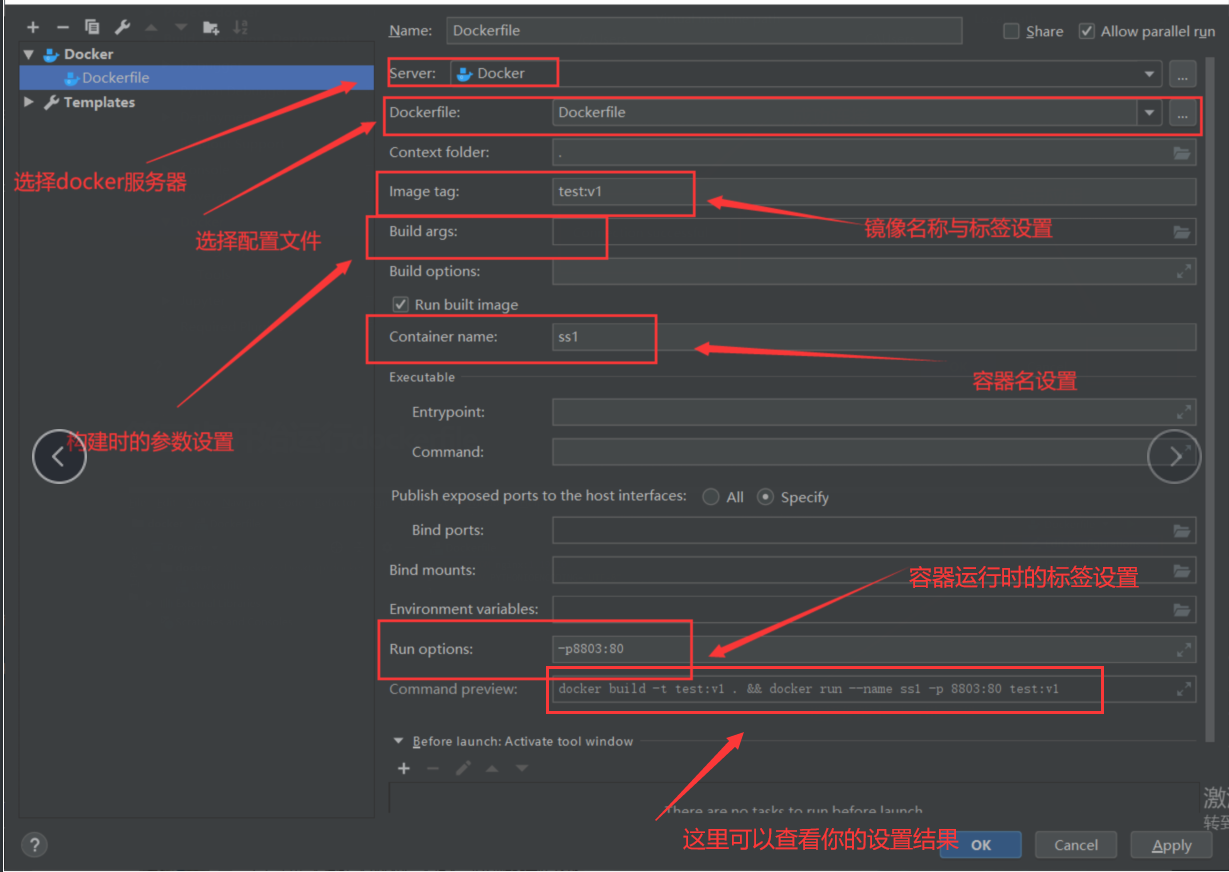 Name: Dockerfile Share Allow parallel run
Docker
Dockerfile
Templates
Server: Docker ...
Dockerfile: Dockerfile ...
选择docker服务器
Context folder: .
Image tag: test:v1
选择配置文件
镜像名称与标签设置
Build args:
Build options:
Run built image
Container name: ss1
容器名设置
Executable
Entrypoint:
构建时的参数设置
Command:
Publish exposed ports to the host interfaces: All Specify
Bind ports:
Bind mounts:
容器运行时的标签设置
Environment variables:
Run options: -p8803:80
Command preview: docker build -t test:v1 . && docker run --name ss1 -p 8803:80 test:v1
Before launch: Activate tool window
There are no tasks to run before launch
这里可以查看你的设置结果
OK Cancel Apply
?
转到